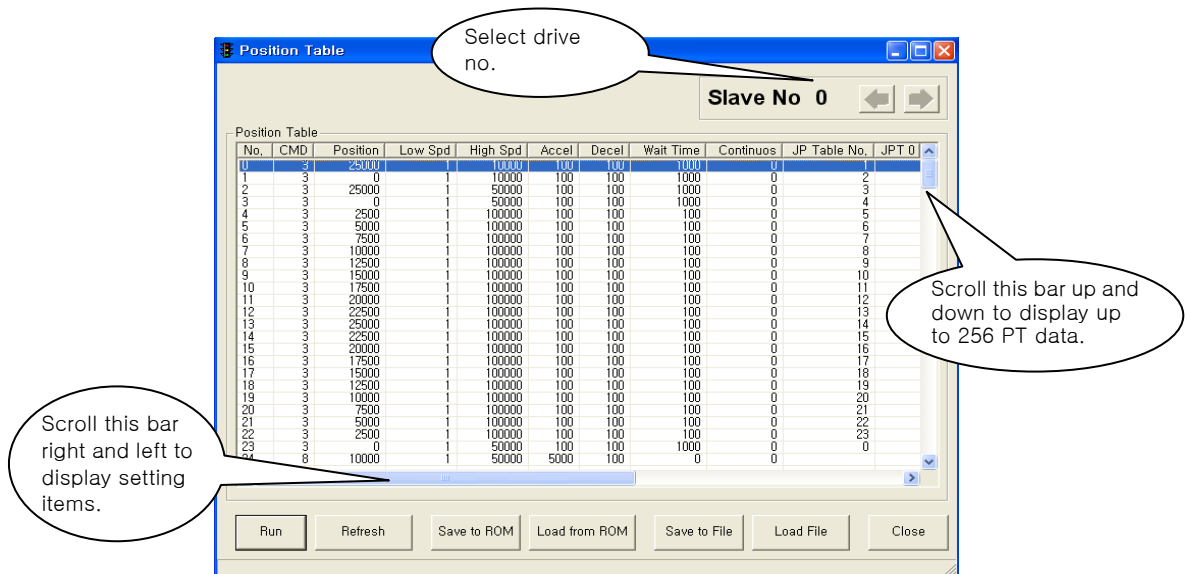 Select drive
no.
Position Table
Slave No 0
Position Table
No, CMD Position Low Spd High Spd Accel Decel Wait Time Continuos JP Table No, JPT 0
0 3 25000 1 10000 100 100 1000 0 1
1 3 0 1 10000 100 100 1000 0 2
2 3 25000 1 50000 100 100 1000 0 3
3 3 0 1 50000 100 100 1000 0 4
4 3 2500 1 100000 100 100 100 0 5
5 3 5000 1 100000 100 100 100 0 6
6 3 7500 1 100000 100 100 100 0 7
7 3 10000 1 100000 100 100 100 0 8
8 3 12500 1 100000 100 100 100 0 9
9 3 15000 1 100000 100 100 100 0 10
10 3 17500 1 100000 100 100 100 0 11
11 3 20000 1 100000 100 100 100 0 12
12 3 22500 1 100000 100 100 100 0 13
13 3 25000 1 100000 100 100 100 0 14
14 3 22500 1 100000 100 100 100 0 15
15 3 20000 1 100000 100 100 100 0 16
16 3 17500 1 100000 100 100 100 0 17
17 3 15000 1 100000 100 100 100 0 18
18 3 12500 1 100000 100 100 100 0 19
19 3 10000 1 100000 100 100 100 0 20
20 3 7500 1 100000 100 100 100 0 21
21 3 5000 1 100000 100 100 100 0 22
22 3 2500 1 100000 100 100 100 0 23
23 3 0 1 50000 100 100 1000 0 0
24 8 10000 1 50000 5000 100 0 0
Scroll this bar up and
down to display up
to 256 PT data.
Scroll this bar
right and left to
display setting
items.
Run Refresh Save to ROM Load from ROM Save to File Load File Close